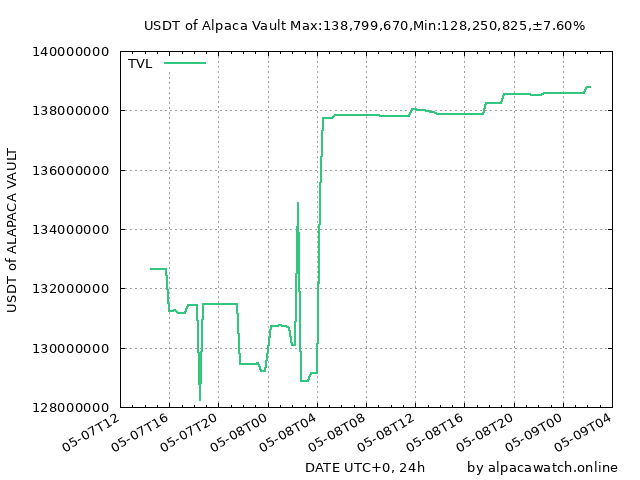 USDT of Alpaca Vault Max:138,799,670,Min:128,250,825,±7.60%
TVL
USDT of ALAPACA VAULT
140000000
138000000
136000000
134000000
132000000
130000000
128000000
05-07T12
05-07T16
05-07T20
05-08T00
05-08T04
05-08T08
05-08T12
05-08T16
05-08T20
05-09T00
05-09T04
DATE UTC+0, 24h
by alpacawatch.online